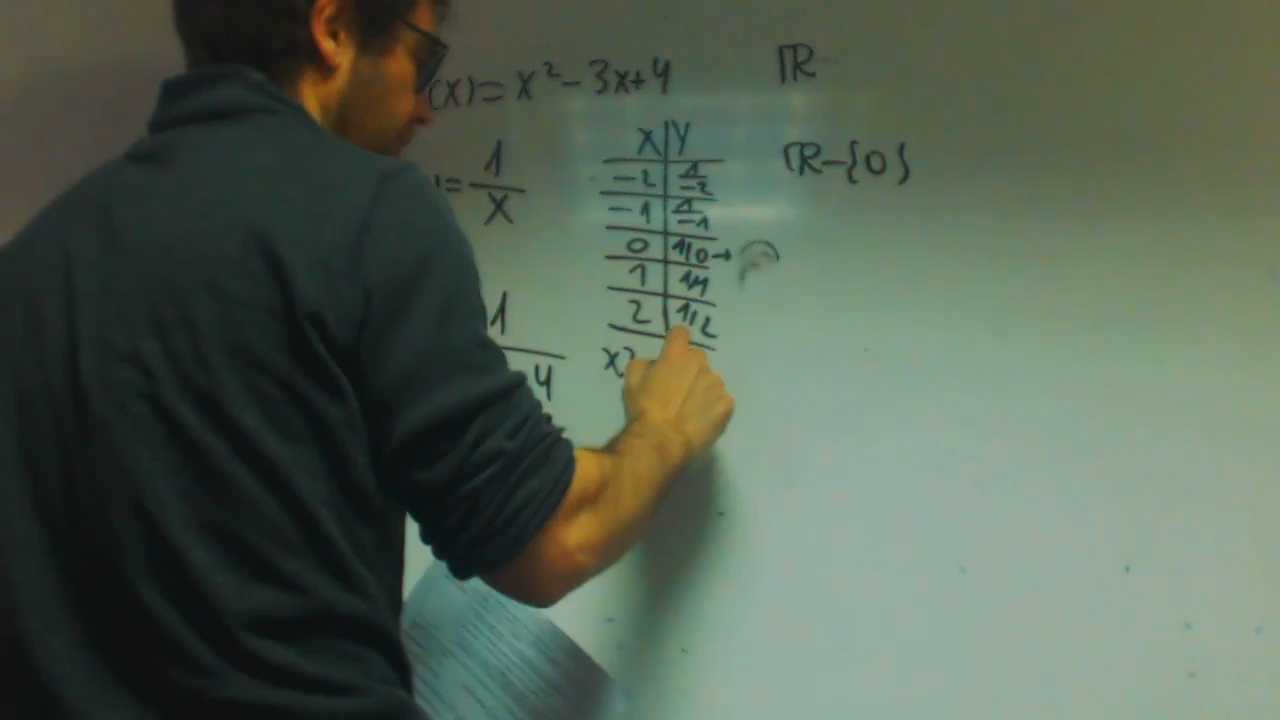 (x)=x²-3x+4 ℝ
x | y
=1/x ℝ-{0}
-2 | 1/-2
-1 | 1/-1
0 | 1/0→
1 | 1/1
2 | 1/2
1/4
x²